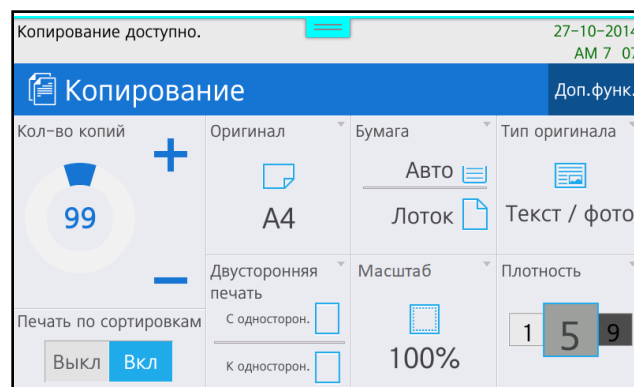 Копирование доступно.
27-10-2014
AM 7 07
Копирование
Доп.функ.
Кол-во копий
+
99
−
Печать по сортировкам
Выкл Вкл
Оригинал
A4
Бумага
Авто
Лоток
Тип оригинала
Текст / фото
Двусторонняя
печать
С односторон.
К односторон.
Масштаб
100%
Плотность
1 5 9